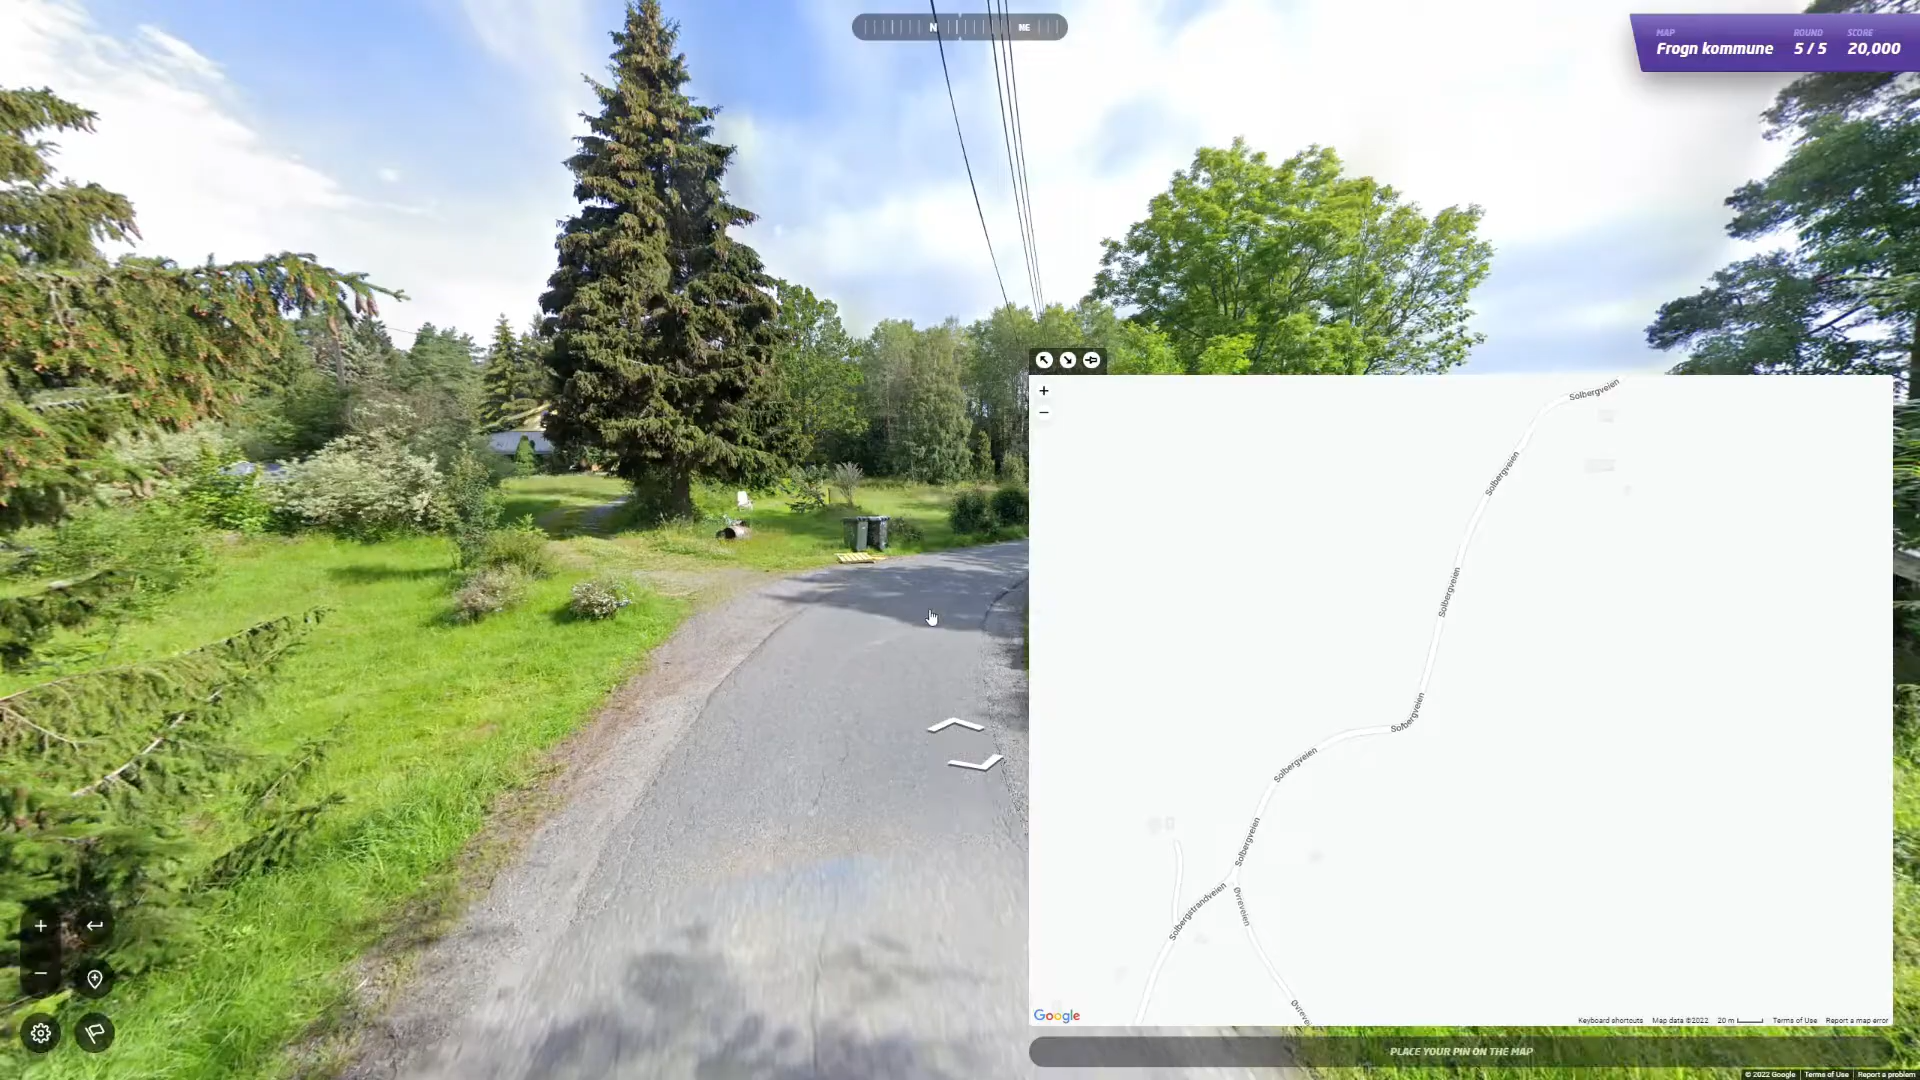 N
NE
MAP
ROUND
SCORE
Frogn kommune
5 / 5
20,000
Solbergveien
Solbergveien
Solbergveien
Solbergveien
Solbergveien
Solbergveien
Solbergstrandveien
Øvreveien
Øvreveien
Google
Keyboard shortcuts
Map data ©2022
20 m
Terms of Use
Report a map error
PLACE YOUR PIN ON THE MAP
© 2022 Google
Terms of Use
Report a problem